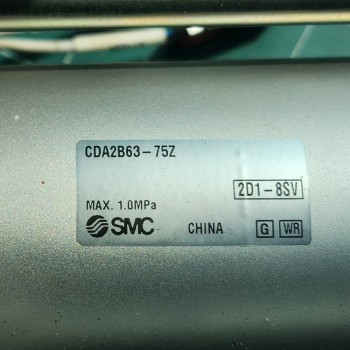 CDA2B63-75Z
2D1-8SV
MAX. 1.0MPa
SMC CHINA G WR